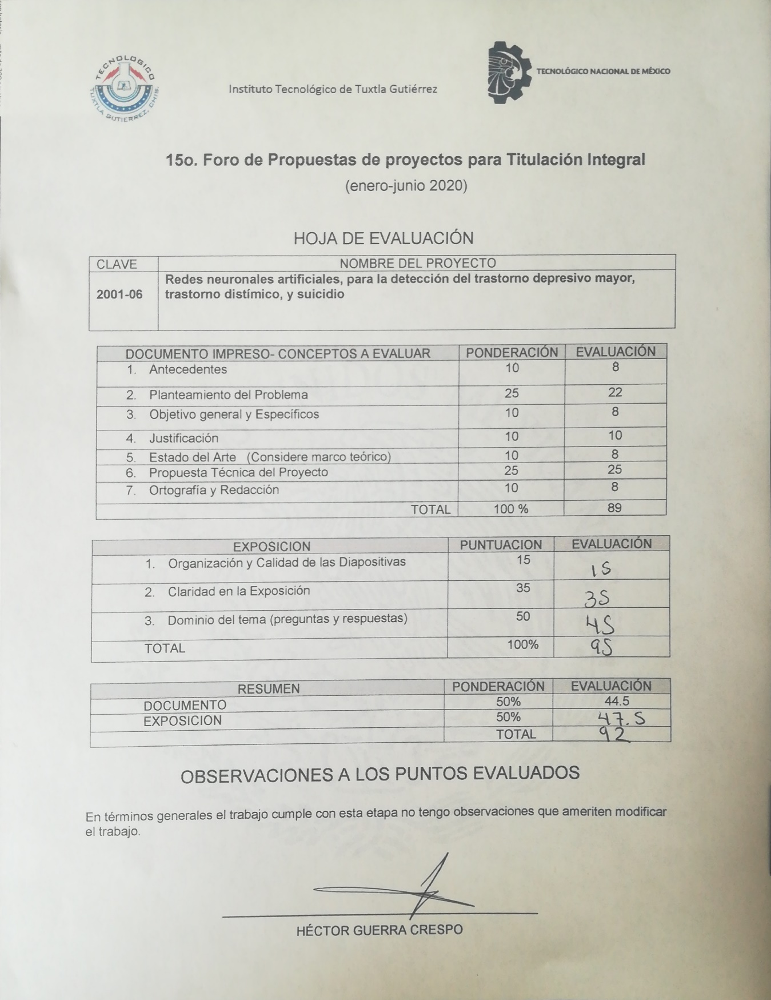 TECNOLOGICO
TUXTLA GUTIERREZ, CHIS.
Instituto Tecnológico de Tuxtla Gutiérrez
TECNOLÓGICO NACIONAL DE MÉXICO
15o. Foro de Propuestas de proyectos para Titulación Integral
(enero-junio 2020)
HOJA DE EVALUACIÓN
CLAVE NOMBRE DEL PROYECTO
2001-06 Redes neuronales artificiales, para la detección del trastorno depresivo mayor,
trastorno distímico, y suicidio
DOCUMENTO IMPRESO- CONCEPTOS A EVALUAR PONDERACIÓN EVALUACIÓN
1. Antecedentes 10 8
2. Planteamiento del Problema 25 22
3. Objetivo general y Específicos 10 8
4. Justificación 10 10
5. Estado del Arte (Considere marco teórico) 10 8
6. Propuesta Técnica del Proyecto 25 25
7. Ortografía y Redacción 10 8
TOTAL 100 % 89
EXPOSICION PUNTUACION EVALUACIÓN
1. Organización y Calidad de las Diapositivas 15 15
2. Claridad en la Exposición 35 35
3. Dominio del tema (preguntas y respuestas) 50 45
TOTAL 100% 95
RESUMEN PONDERACIÓN EVALUACIÓN
DOCUMENTO 50% 44.5
EXPOSICION 50% 47.5
TOTAL 92
OBSERVACIONES A LOS PUNTOS EVALUADOS
En términos generales el trabajo cumple con esta etapa no tengo observaciones que ameriten modificar
el trabajo.
HÉCTOR GUERRA CRESPO